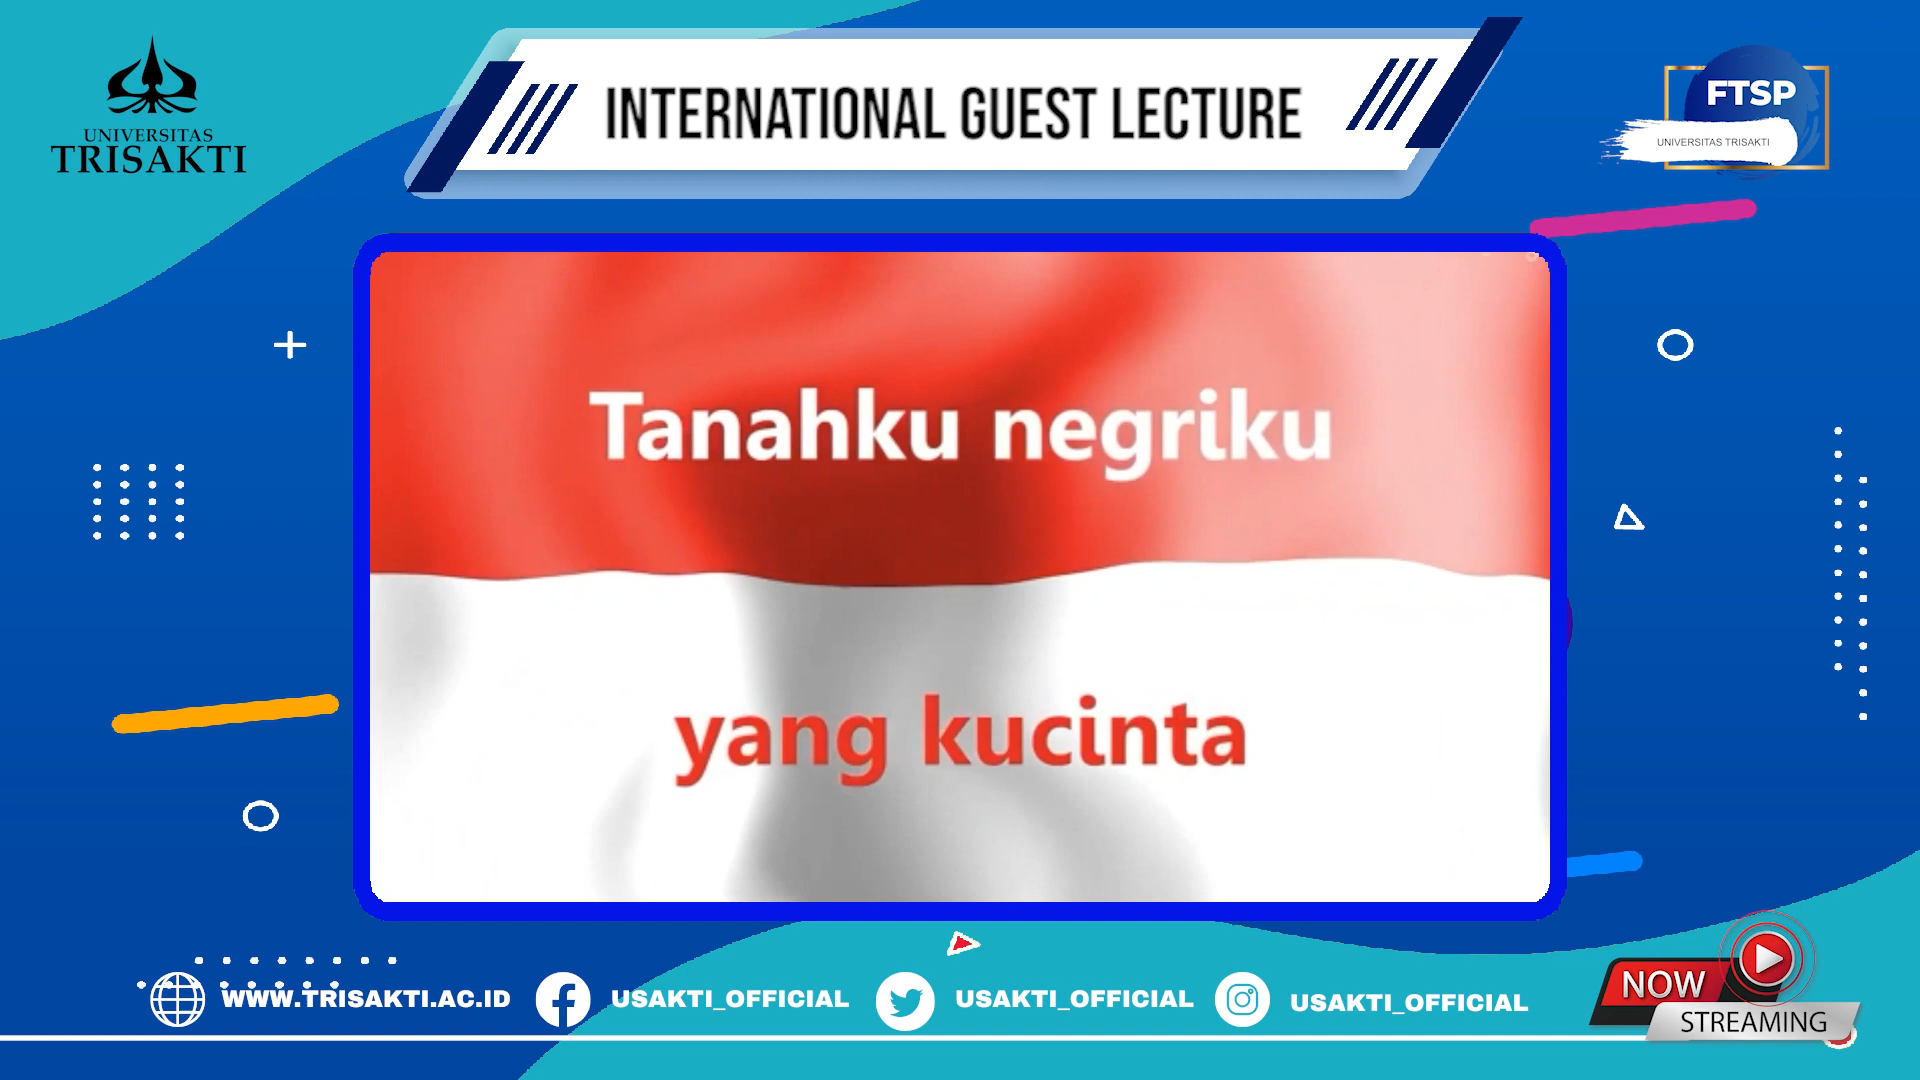 UNIVERSITAS
TRISAKTI
INTERNATIONAL GUEST LECTURE
FTSP
UNIVERSITAS TRISAKTI
Tanahku negriku
yang kucinta
WWW.TRISAKTI.AC.ID
USAKTI_OFFICIAL
USAKTI_OFFICIAL
USAKTI_OFFICIAL
NOW
STREAMING